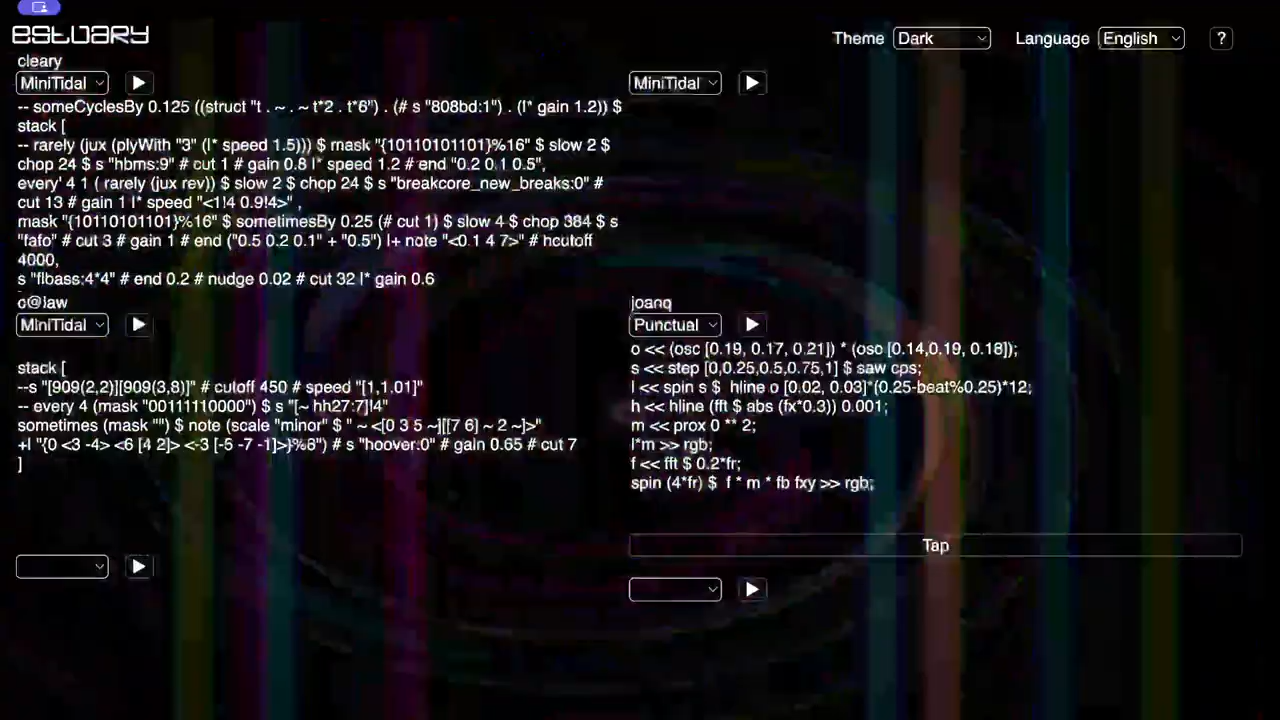 estuary
Theme Dark Language English ?
cleary
MiniTidal
-- someCyclesBy 0.125 ((struct "t . ~ . ~ t*2 . t*6") . (# s "808bd:1") . (|* gain 1.2)) $
stack [
-- rarely (jux (plyWith "3" (|* speed 1.5))) $ mask "{10110101101}%16" $ slow 2 $
chop 24 $ s "hbms:9" # cut 1 # gain 0.8 |* speed 1.2 # end "0.2 0.1 0.5",
every' 4 1 ( rarely (jux rev)) $ slow 2 $ chop 24 $ s "breakcore_new_breaks:0" #
cut 13 # gain 1 |* speed "<1!4 0.9!4>" ,
mask "{10110101101}%16" $ sometimesBy 0.25 (# cut 1) $ slow 4 $ chop 384 $ s
"fafo" # cut 3 # gain 1 # end ("0.5 0.2 0.1" + "0.5") |+ note "<0.1 4 7>" # hcutoff
4000,
s "flbass:4*4" # end 0.2 # nudge 0.02 # cut 32 |* gain 0.6
MiniTidal
o@law
MiniTidal
stack [
--s "[909(2,2)][909(3,8)]" # cutoff 450 # speed "[1,1.01]"
-- every 4 (mask "00111110000") $ s "[~ hh27:7]!4"
sometimes (mask "") $ note (scale "minor" $ " ~ <[0 3 5 ~][[7 6] ~ 2 ~]>"
+| "{0 <3 -4> <6 [4 2]> <-3 [-5 -7 -1]>}%8") # s "hoover:0" # gain 0.65 # cut 7
]
joanq
Punctual
o << (osc [0.19, 0.17, 0.21]) * (osc [0.14,0.19, 0.18]);
s << step [0,0.25,0.5,0.75,1] $ saw cps;
l << spin s $  hline o [0.02, 0.03]*(0.25-beat%0.25)*12;
h << hline (fft $ abs (fx*0.3)) 0.001;
m << prox 0 ** 2;
l*m >> rgb;
f << fft $ 0.2*fr;
spin (4*fr) $  f * m * fb fxy >> rgb;
Tap